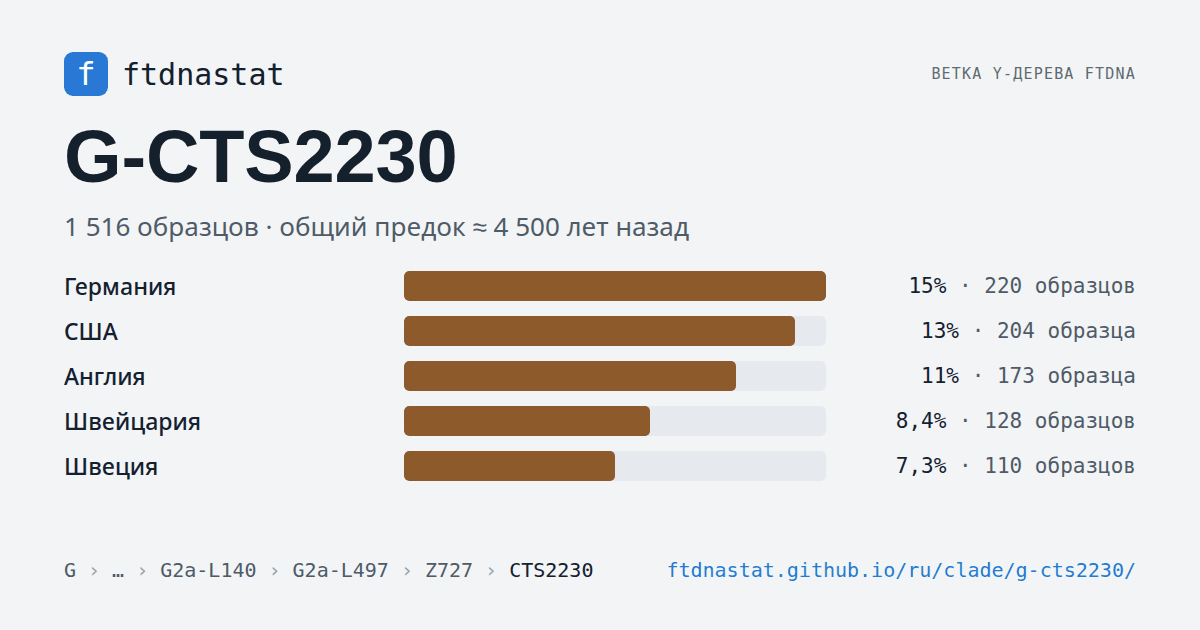 f ftdnastat
ВЕТКА Y-ДЕРЕВА FTDNA
G-CTS2230
1 516 образцов · общий предок ≈ 4 500 лет назад
Германия 15% · 220 образцов
США 13% · 204 образца
Англия 11% · 173 образца
Швейцария 8,4% · 128 образцов
Швеция 7,3% · 110 образцов
G › … › G2a-L140 › G2a-L497 › Z727 › CTS2230
ftdnastat.github.io/ru/clade/g-cts2230/